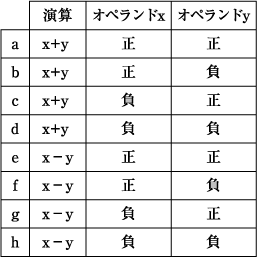 演算 オペランドx オペランドy
a x+y 正 正
b x+y 正 負
c x+y 負 正
d x+y 負 負
e x－y 正 正
f x－y 正 負
g x－y 負 正
h x－y 負 負